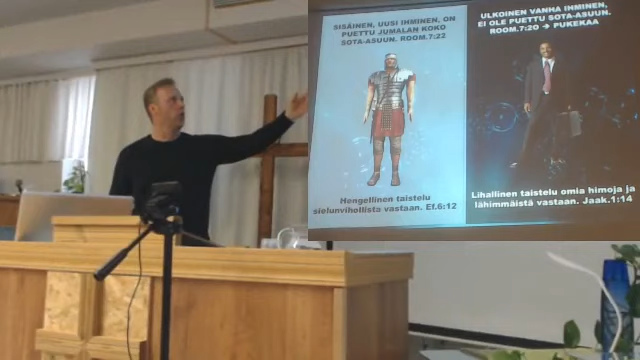 SISÄINEN, UUSI IHMINEN, ON
PUETTU JUMALAN KOKO
SOTA-ASUUN. ROOM.7:22
Hengellinen taistelu
sielunvihollista vastaan. Ef.6:12
ULKOINEN VANHA IHMINEN,
EI OLE PUETTU SOTA-ASUUN.
ROOM.7:20 → PUKEKAA
Lihallinen taistelu omia himoja ja
lähimmäistä vastaan. Jaak.1:14